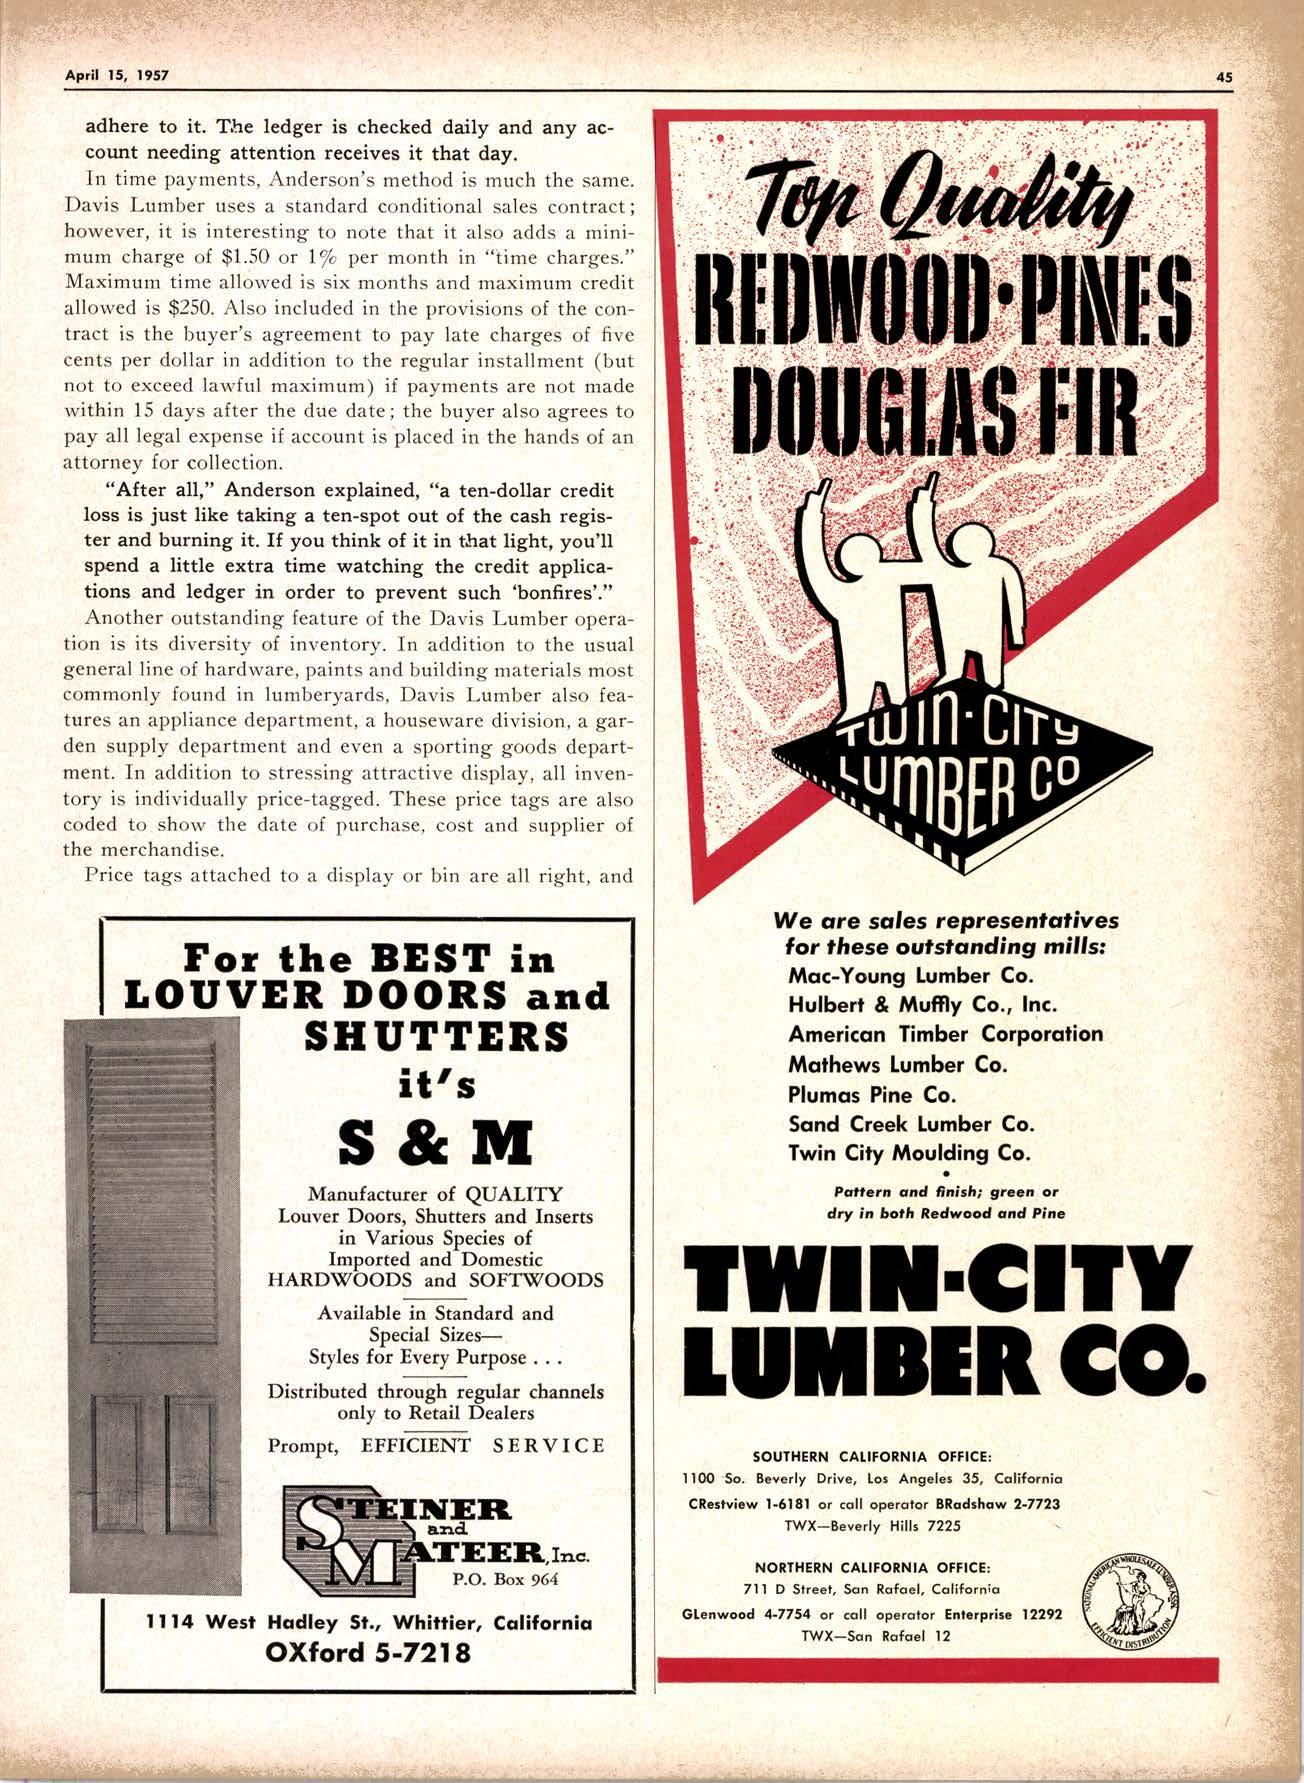 April 15, 1957
45
adhere to it. The ledger is checked daily and any ac-
count needing attention receives it that day.
In time payments, Anderson's method is much the same.
Davis Lumber uses a standard conditional sales contract;
however, it is interesting to note that it also adds a mini-
mum charge of $1.50 or 1% per month in “time charges.”
Maximum time allowed is six months and maximum credit
allowed is $250. Also included in the provisions of the con-
tract is the buyer's agreement to pay late charges of five
cents per dollar in addition to the regular installment (but
not to exceed lawful maximum) if payments are not made
within 15 days after the due date; the buyer also agrees to
pay all legal expense if account is placed in the hands of an
attorney for collection.
“After all,” Anderson explained, “a ten-dollar credit
loss is just like taking a ten-spot out of the cash regis-
ter and burning it. If you think of it in that light, you'll
spend a little extra time watching the credit applica-
tions and ledger in order to prevent such ‘bonfires’.”
Another outstanding feature of the Davis Lumber opera-
tion is its diversity of inventory. In addition to the usual
general line of hardware, paints and building materials most
commonly found in lumberyards, Davis Lumber also fea-
tures an appliance department, a houseware division, a gar-
den supply department and even a sporting goods depart-
ment. In addition to stressing attractive display, all inven-
tory is individually price-tagged. These price tags are also
coded to show the date of purchase, cost and supplier of
the merchandise.
Price tags attached to a display or bin are all right, and
For the BEST in
LOUVER DOORS and
SHUTTERS
it's
S & M
Manufacturer of QUALITY
Louver Doors, Shutters and Inserts
in Various Species of
Imported and Domestic
HARDWOODS and SOFTWOODS
Available in Standard and
Special Sizes—
Styles for Every Purpose . . .
Distributed through regular channels
only to Retail Dealers
Prompt, EFFICIENT SERVICE
STEINER
and
MATEER, Inc.
P.O. Box 964
1114 West Hadley St., Whittier, California
OXford 5-7218
Top Quality
REDWOOD·PINES
DOUGLAS FIR
TWIN-CITY
LUMBER CO
We are sales representatives
for these outstanding mills:
Mac-Young Lumber Co.
Hulbert & Muffly Co., Inc.
American Timber Corporation
Mathews Lumber Co.
Plumas Pine Co.
Sand Creek Lumber Co.
Twin City Moulding Co.
•
Pattern and finish; green or
dry in both Redwood and Pine
TWIN-CITY
LUMBER CO.
SOUTHERN CALIFORNIA OFFICE:
1100 So. Beverly Drive, Los Angeles 35, California
CRestview 1-6181 or call operator BRadshaw 2-7723
TWX—Beverly Hills 7225
NORTHERN CALIFORNIA OFFICE:
711 D Street, San Rafael, California
GLenwood 4-7754 or call operator Enterprise 12292
TWX—San Rafael 12
NATIONAL-AMERICAN WHOLESALE LUMBER ASSN.
EFFICIENT DISTRIBUTION